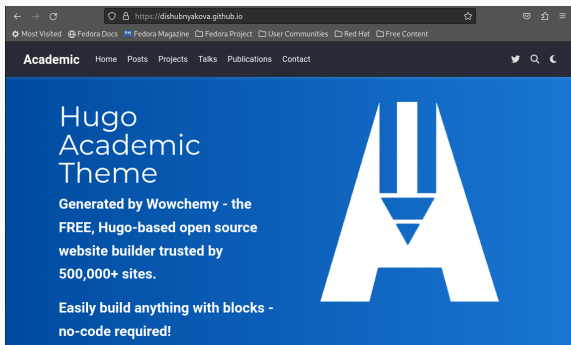 https://dishubnyakova.github.io
Most Visited Fedora Docs Fedora Magazine Fedora Project User Communities Red Hat Free Content
Academic Home Posts Projects Talks Publications Contact
Hugo
Academic
Theme
Generated by Wowchemy - the
FREE, Hugo-based open source
website builder trusted by
500,000+ sites.
Easily build anything with blocks -
no-code required!